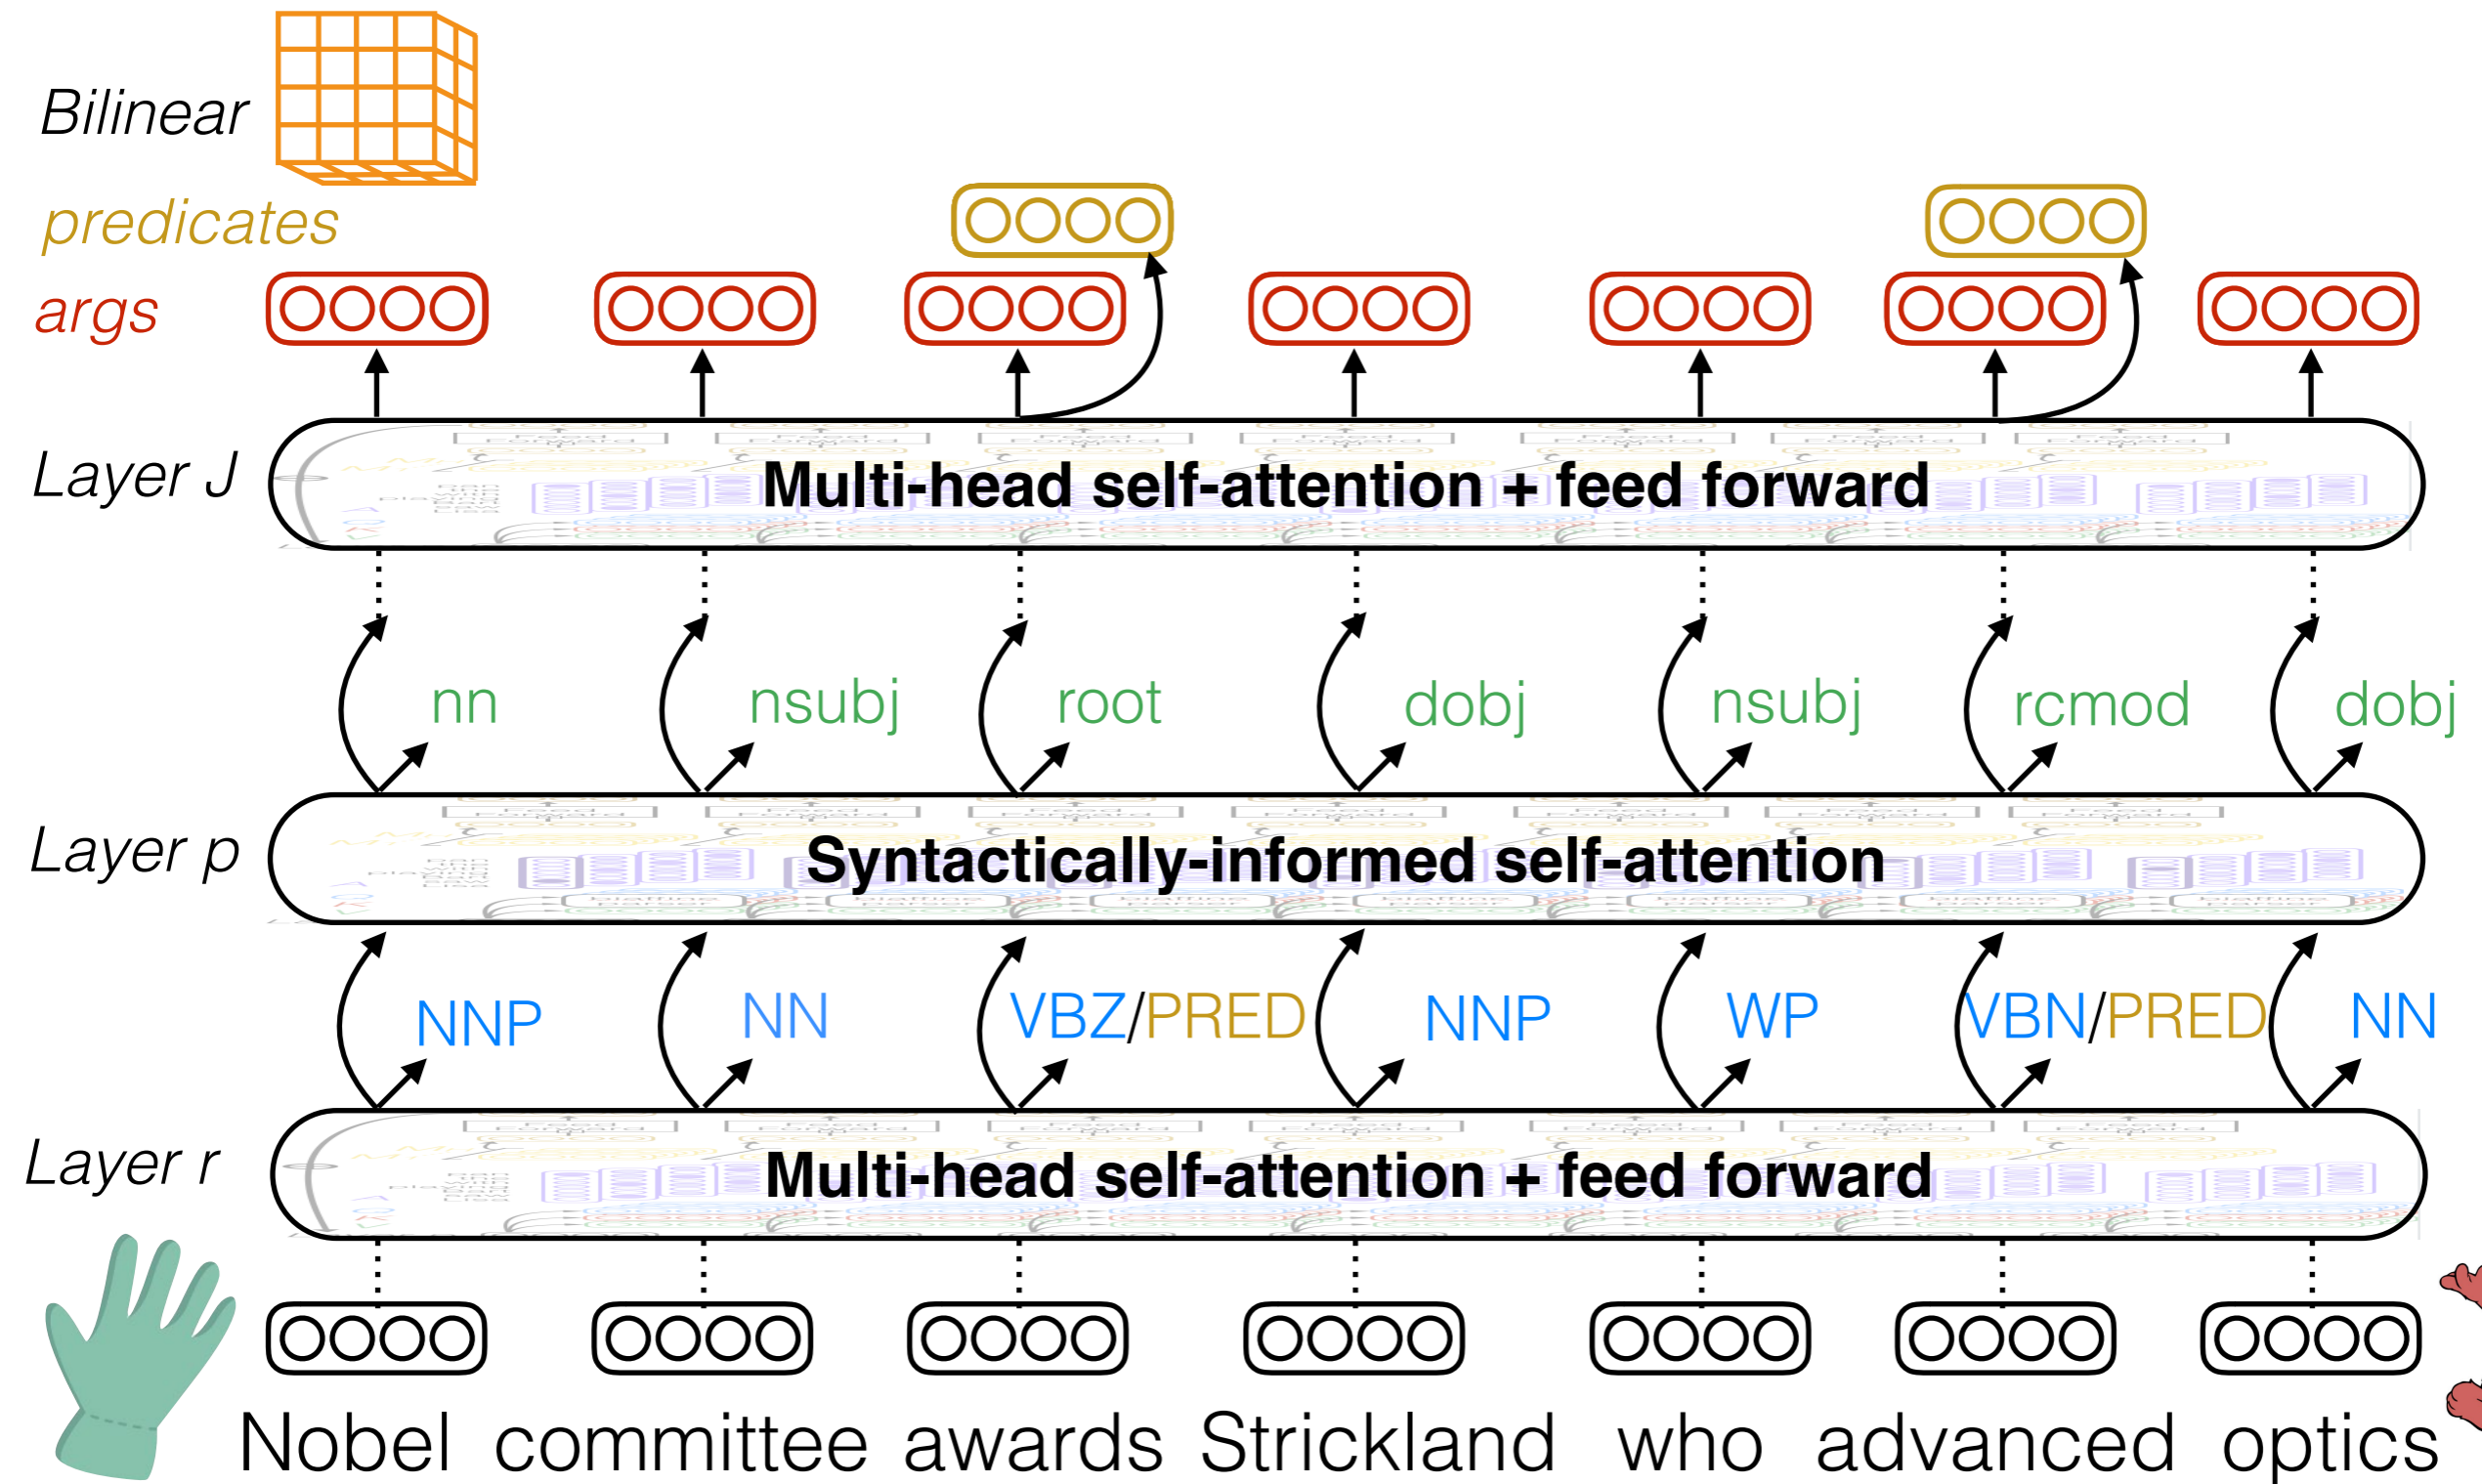 Bilinear
predicates
args
Layer J Multi-head self-attention + feed forward
nn nsubj root dobj nsubj rcmod dobj
Layer p Syntactically-informed self-attention
NNP NN VBZ/PRED NNP WP VBN/PRED NN
Layer r Multi-head self-attention + feed forward
Nobel committee awards Strickland who advanced optics